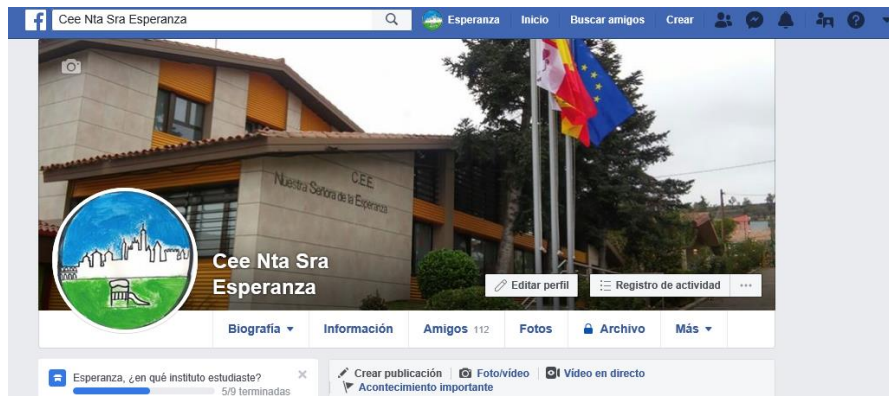 Cee Nta Sra Esperanza
Esperanza Inicio Buscar amigos Crear
C.E.E.
Nuestra Señora de la Esperanza
Cee Nta Sra
Esperanza
Editar perfil Registro de actividad ...
Biografía Información Amigos 112 Fotos Archivo Más
Esperanza, ¿en qué instituto estudiaste?
5/9 terminadas
Crear publicación Foto/vídeo Vídeo en directo
Acontecimiento importante